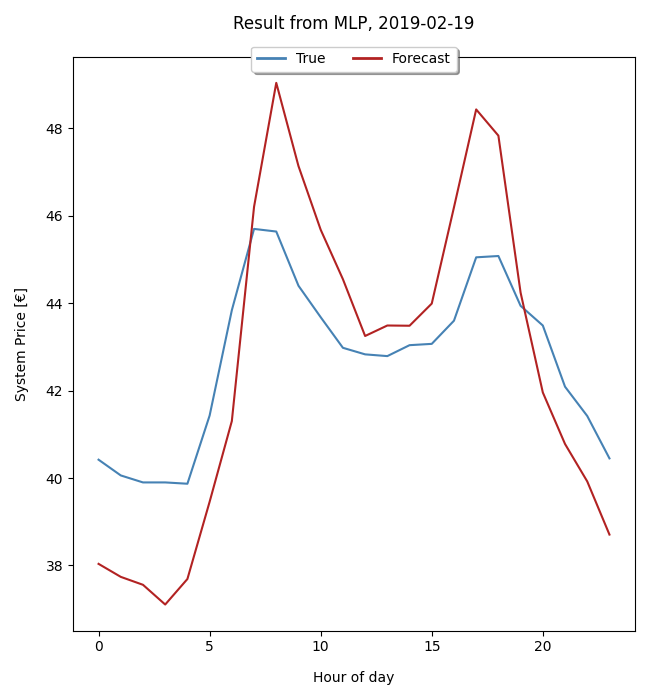 Result from MLP, 2019-02-19
True Forecast
48
46
44
42
40
38
System Price [€]
0 5 10 15 20
Hour of day